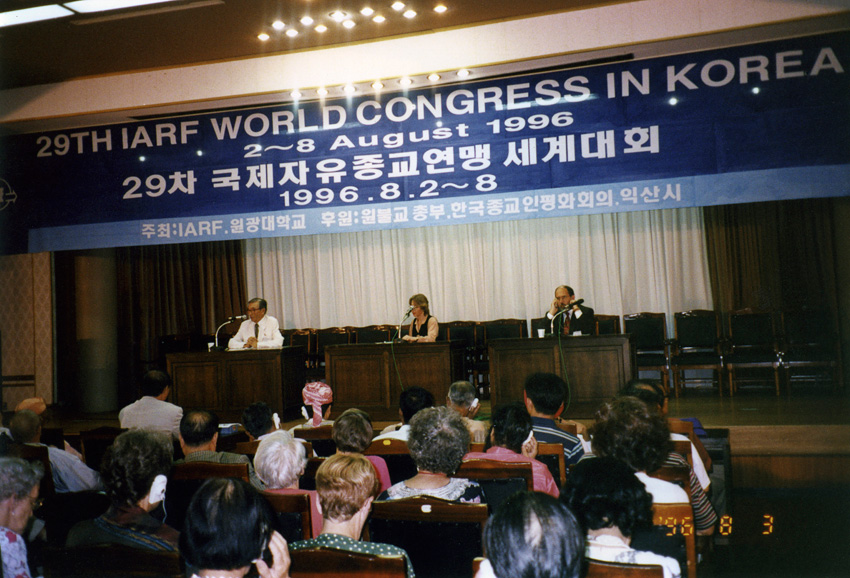 29TH IARF WORLD CONGRESS IN KOREA
2~8 August 1996
29차 국제자유종교연맹 세계대회
1996.8.2~8
주최:IARF.원광대학교 후원:원불교 총부.한국종교인평화회의.익산시
'96 8 3